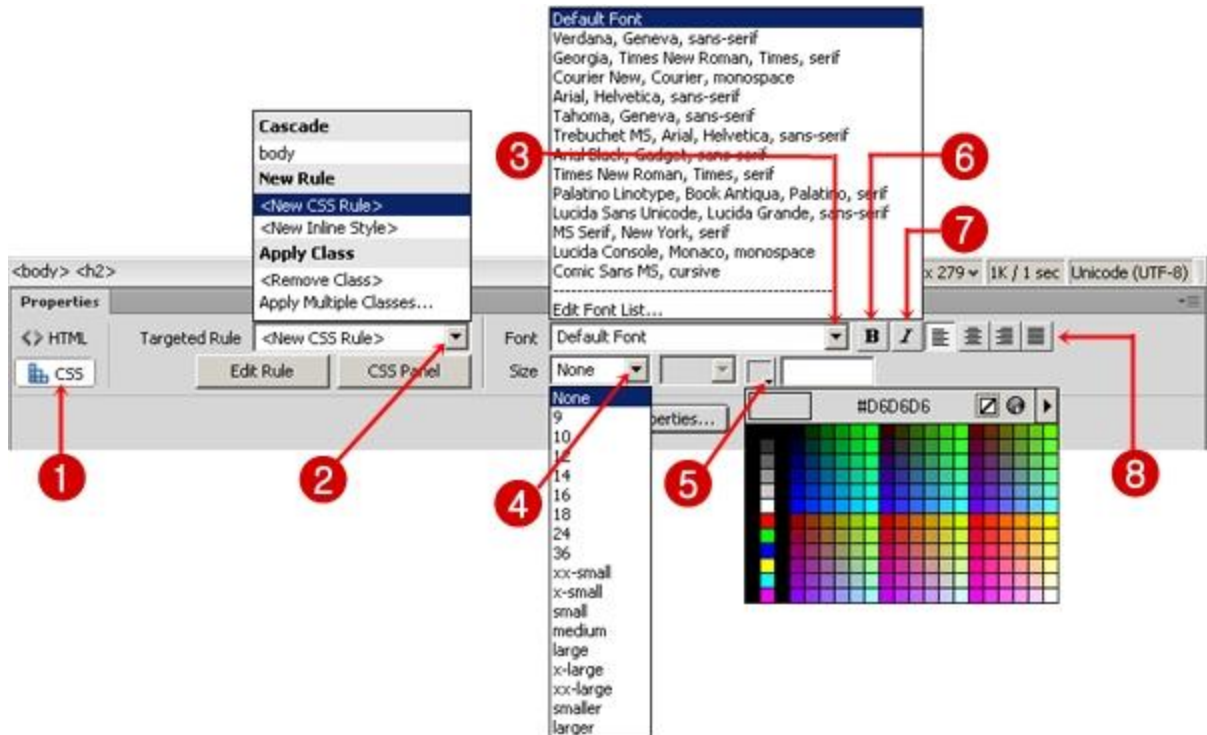 Default Font
Verdana, Geneva, sans-serif
Georgia, Times New Roman, Times, serif
Courier New, Courier, monospace
Arial, Helvetica, sans-serif
Tahoma, Geneva, sans-serif
Trebuchet MS, Arial, Helvetica, sans-serif
Arial Black, Gadget, sans-serif
Times New Roman, Times, serif
Palatino Linotype, Book Antiqua, Palatino, serif
Lucida Sans Unicode, Lucida Grande, sans-serif
MS Serif, New York, serif
Lucida Console, Monaco, monospace
Comic Sans MS, cursive
Edit Font List...
Cascade
body
New Rule
<New CSS Rule>
<New Inline Style>
Apply Class
<Remove Class>
Apply Multiple Classes...
3
6
7
<body> <h2>
x 279 1K / 1 sec Unicode (UTF-8)
Properties
<> HTML Targeted Rule <New CSS Rule> Font Default Font B I
CSS Edit Rule CSS Panel Size None
1
2
4
5
8
None
9
10
12
14
16
18
24
36
xx-small
x-small
small
medium
large
x-large
xx-large
smaller
larger
perties...
#D6D6D6